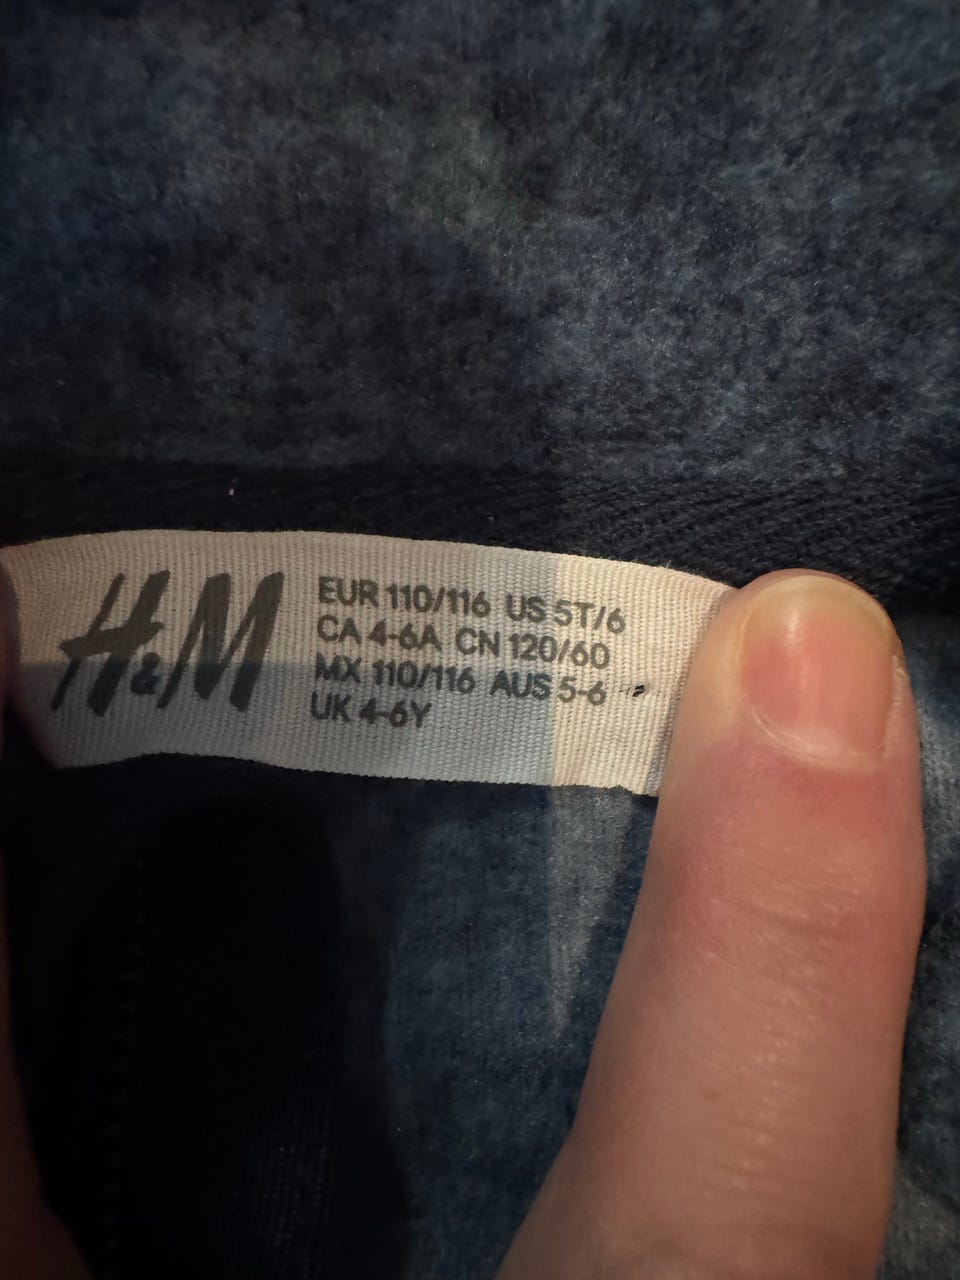 H&M
EUR 110/116 US 5T/6
CA 4-6A CN 120/60
MX 110/116 AUS 5-6
UK 4-6Y